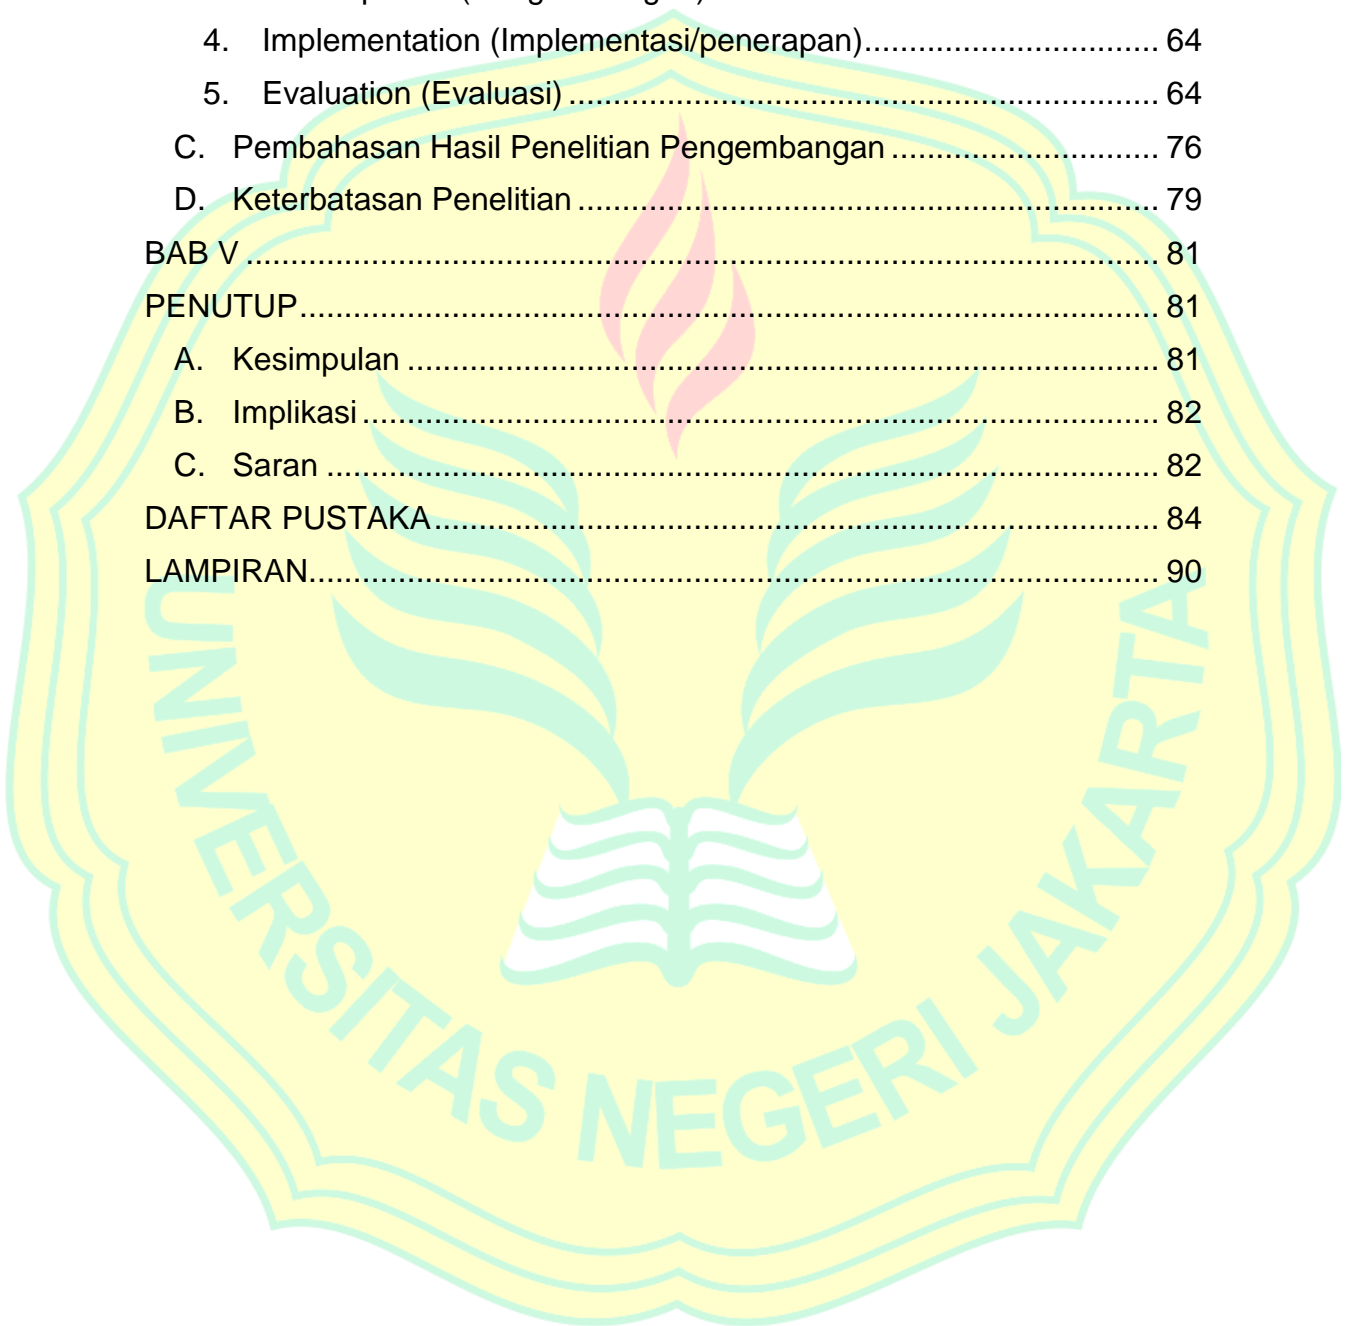 4. Implementation (Implementasi/penerapan)................................ 64
5. Evaluation (Evaluasi) ................................................................ 64
C. Pembahasan Hasil Penelitian Pengembangan ............................. 76
D. Keterbatasan Penelitian ............................................................... 79
BAB V .................................................................................................... 81
PENUTUP............................................................................................... 81
A. Kesimpulan .................................................................................. 81
B. Implikasi ....................................................................................... 82
C. Saran ........................................................................................... 82
DAFTAR PUSTAKA................................................................................ 84
LAMPIRAN.............................................................................................. 90
UNIVERSITAS NEGERI JAKARTA